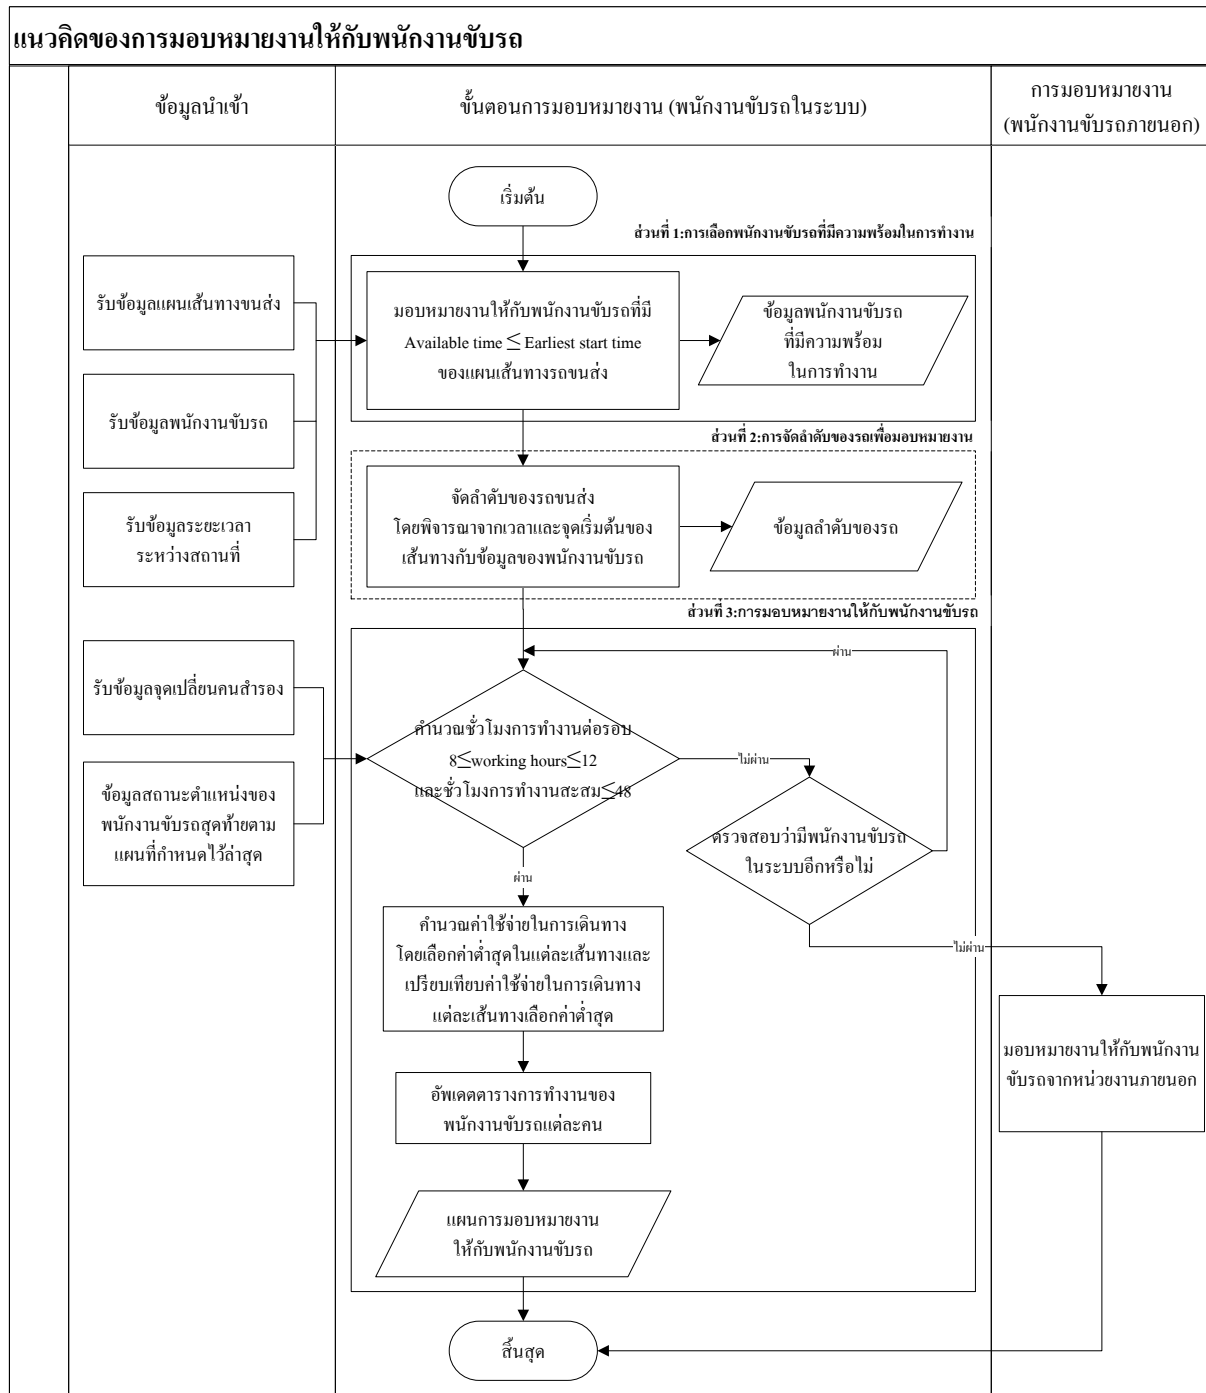 แนวคิดของการมอบหมายงานให้กับพนักงานขับรถ
ข้อมูลนำเข้า
ขั้นตอนการมอบหมายงาน (พนักงานขับรถในระบบ)
การมอบหมายงาน
(พนักงานขับรถภายนอก)
เริ่มต้น
ส่วนที่ 1:การเลือกพนักงานขับรถที่มีความพร้อมในการทำงาน
รับข้อมูลแผนเส้นทางขนส่ง
รับข้อมูลพนักงานขับรถ
รับข้อมูลระยะเวลา
ระหว่างสถานที่
มอบหมายงานให้กับพนักงานขับรถที่มี
Available time ≤ Earliest start time
ของแผนเส้นทางรถขนส่ง
ข้อมูลพนักงานขับรถ
ที่มีความพร้อม
ในการทำงาน
ส่วนที่ 2:การจัดลำดับของรถเพื่อมอบหมายงาน
จัดลำดับของรถขนส่ง
โดยพิจารณาจากเวลาและจุดเริ่มต้นของ
เส้นทางกับข้อมูลของพนักงานขับรถ
ข้อมูลลำดับของรถ
ส่วนที่ 3:การมอบหมายงานให้กับพนักงานขับรถ
รับข้อมูลจุดเปลี่ยนคนสำรอง
ข้อมูลสถานะตำแหน่งของ
พนักงานขับรถสุดท้ายตาม
แผนที่กำหนดไว้ล่าสุด
ผ่าน
คำนวณชั่วโมงการทำงานต่อรอบ
8≤working hours≤12
และชั่วโมงการทำงานสะสม≤48
ไม่ผ่าน
ตรวจสอบว่ามีพนักงานขับรถ
ในระบบอีกหรือไม่
ผ่าน
ไม่ผ่าน
คำนวณค่าใช้จ่ายในการเดินทาง
โดยเลือกค่าต่ำสุดในแต่ละเส้นทางและ
เปรียบเทียบค่าใช้จ่ายในการเดินทาง
แต่ละเส้นทางเลือกค่าต่ำสุด
มอบหมายงานให้กับพนักงาน
ขับรถจากหน่วยงานภายนอก
อัพเดตตารางการทำงานของ
พนักงานขับรถแต่ละคน
แผนการมอบหมายงาน
ให้กับพนักงานขับรถ
สิ้นสุด